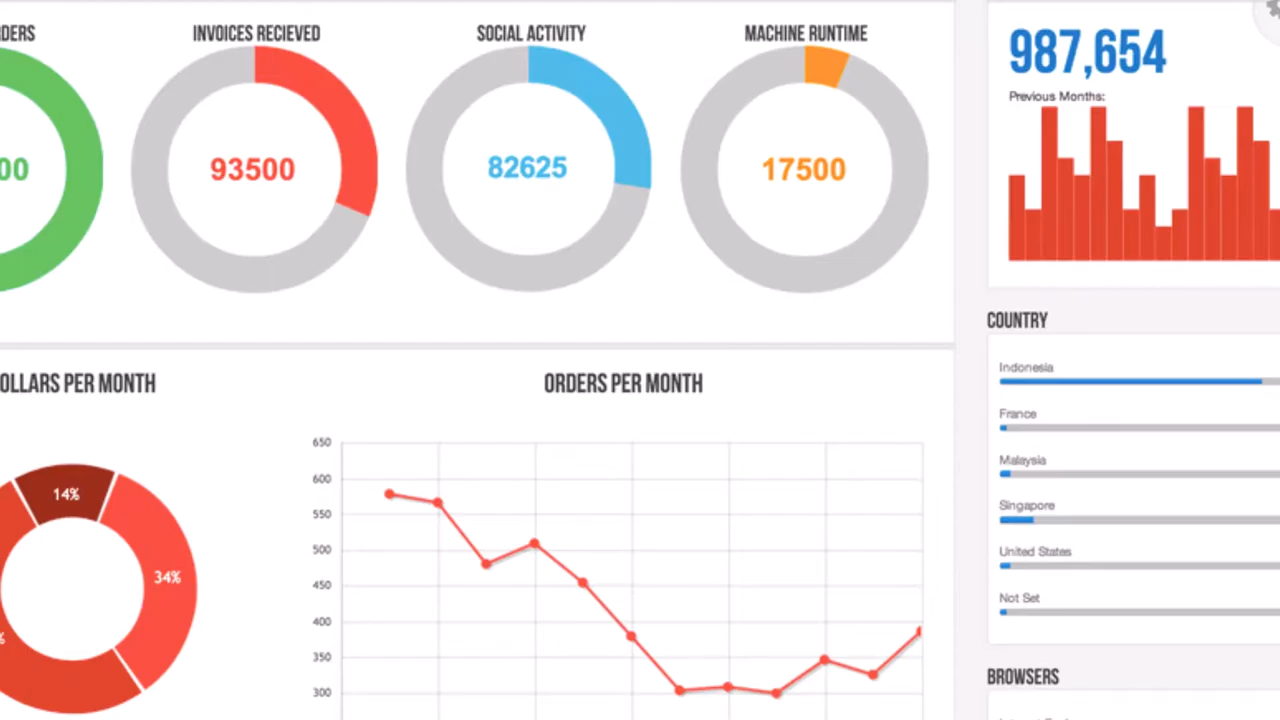 RDERS
INVOICES RECIEVED
SOCIAL ACTIVITY
MACHINE RUNTIME
00
93500
82625
17500
987,654
Previous Months:
COUNTRY
Indonesia
France
Malaysia
Singapore
United States
Not Set
BROWSERS
OLLARS PER MONTH
14%
34%
%
ORDERS PER MONTH
650
600
550
500
450
400
350
300